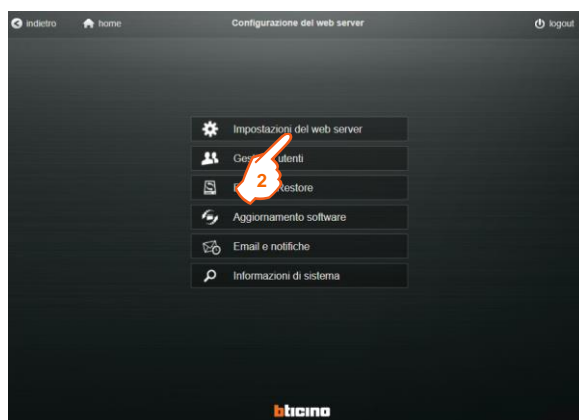 indietro home Configurazione del web server logout
Impostazioni del web server
utenti
2
Restore
Aggiornamento software
Email e notifiche
Informazioni di sistema
bticino